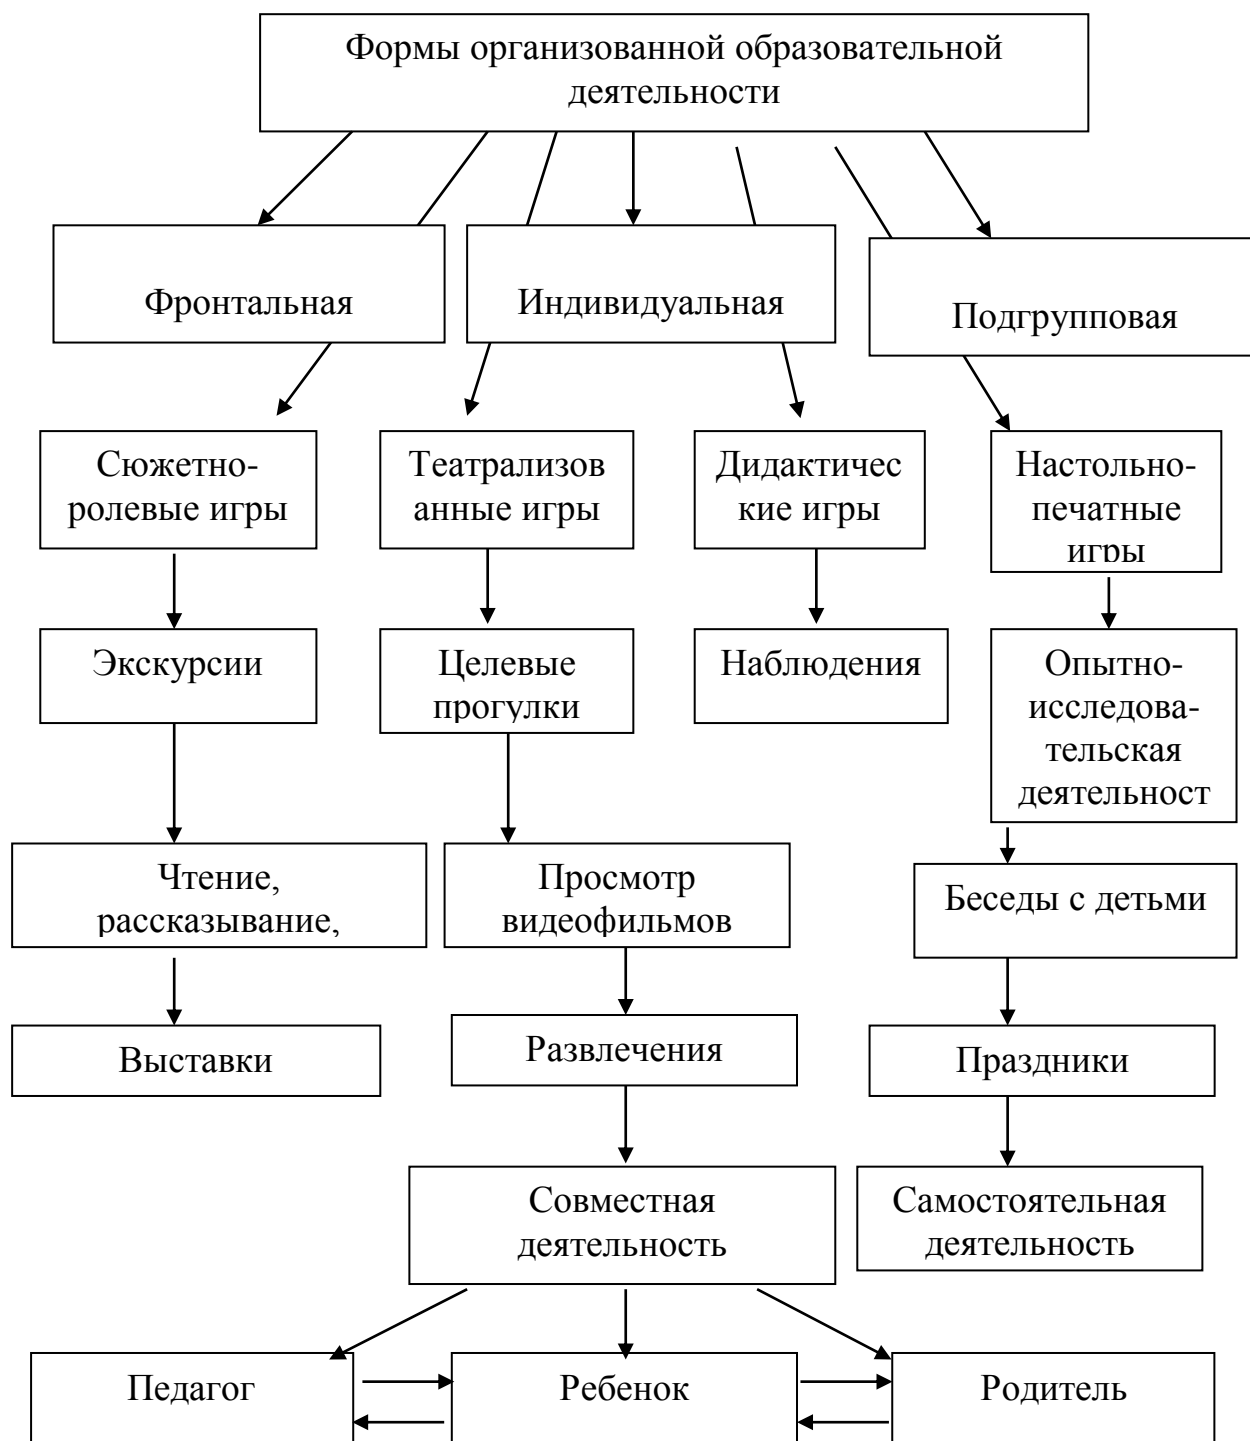 Формы организованной образовательной
деятельности
Фронтальная
Индивидуальная
Подгрупповая
Сюжетно-
ролевые игры
Театрализов
анные игры
Дидактичес
кие игры
Настольно-
печатные
игры
Экскурсии
Целевые
прогулки
Наблюдения
Опытно-
исследова-
тельская
деятельност
Чтение,
рассказывание,
Просмотр
видеофильмов
Беседы с детьми
Выставки
Развлечения
Праздники
Совместная
деятельность
Самостоятельная
деятельность
Педагог
Ребенок
Родитель